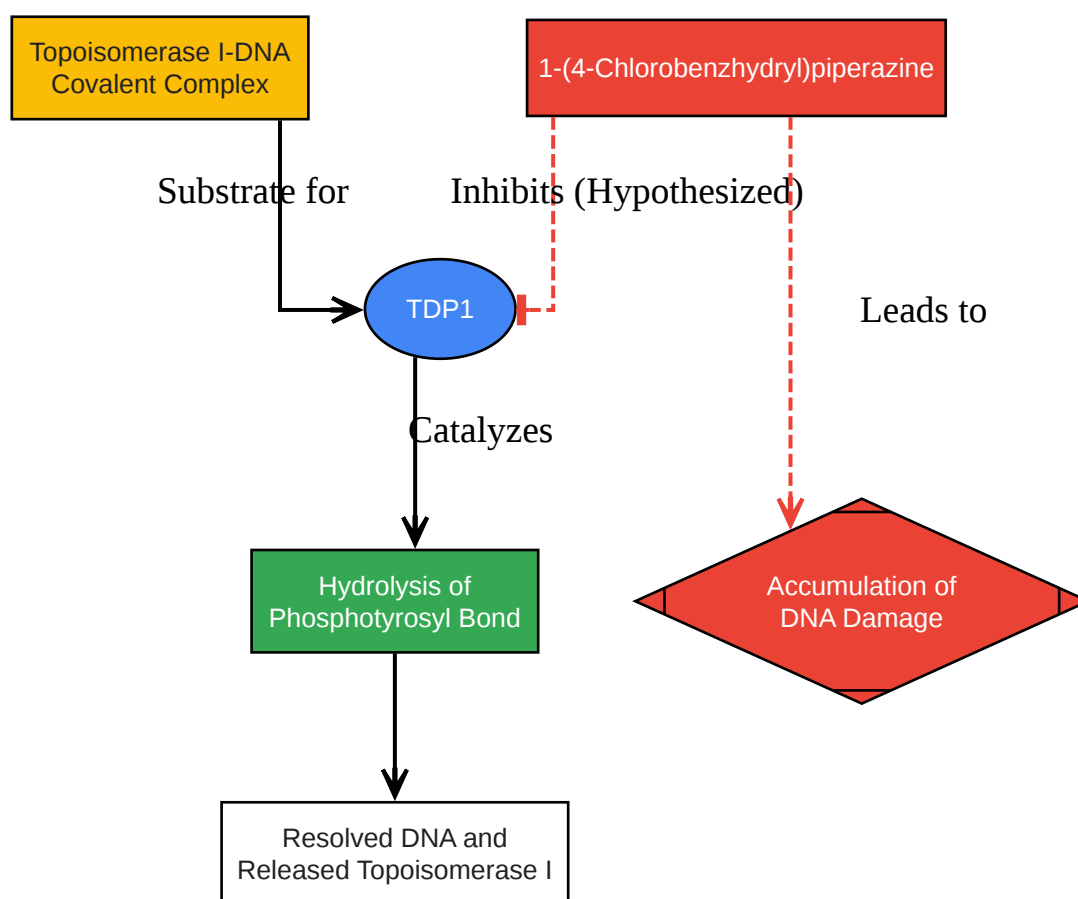 Topoisomerase I-DNA
Covalent Complex
1-(4-Chlorobenzhydryl)piperazine
Substrate for
Inhibits (Hypothesized)
TDP1
Leads to
Catalyzes
Hydrolysis of
Phosphotyrosyl Bond
Accumulation of
DNA Damage
Resolved DNA and
Released Topoisomerase I